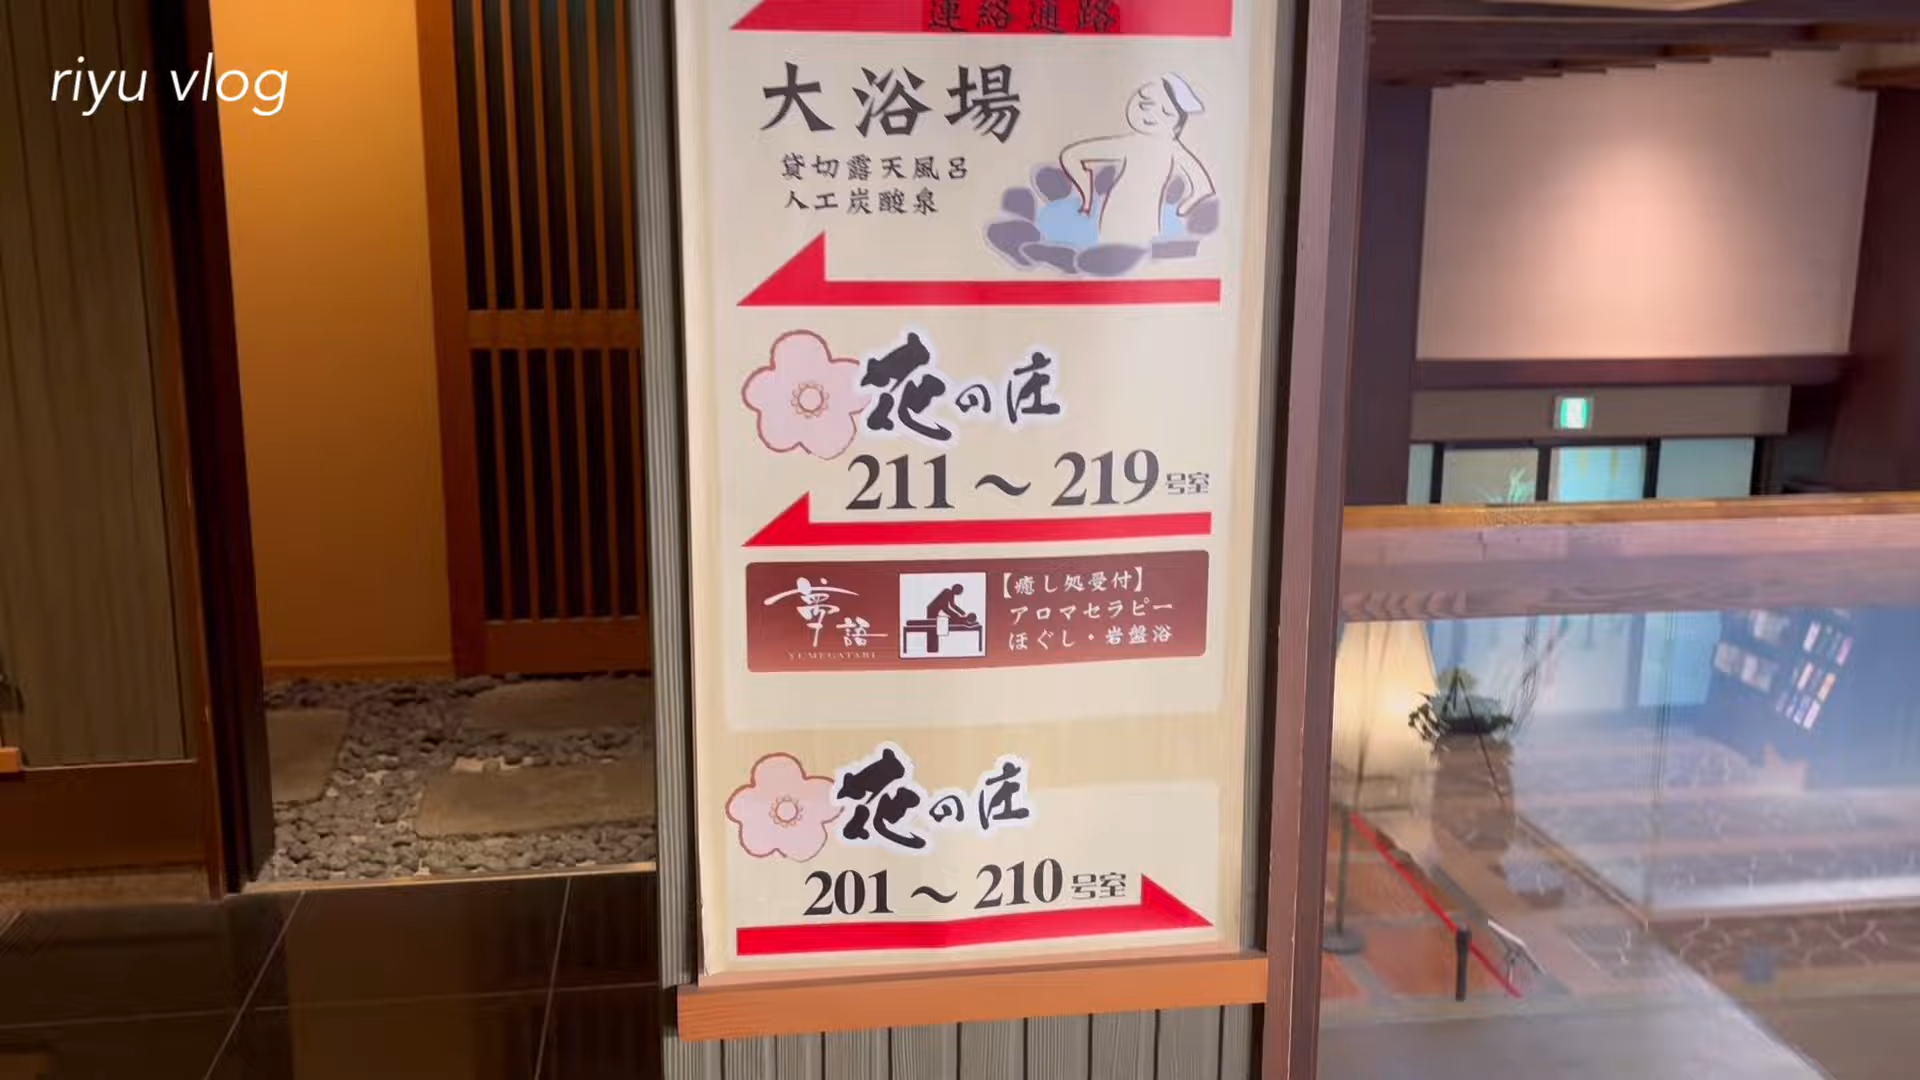 riyu vlog
連絡通路
大浴場
貸切露天風呂
人工炭酸泉
花の庄
211～219号室
夢語
YUMEGATARI
【癒し処受付】
アロマセラピー
ほぐし・岩盤浴
花の庄
201～210号室